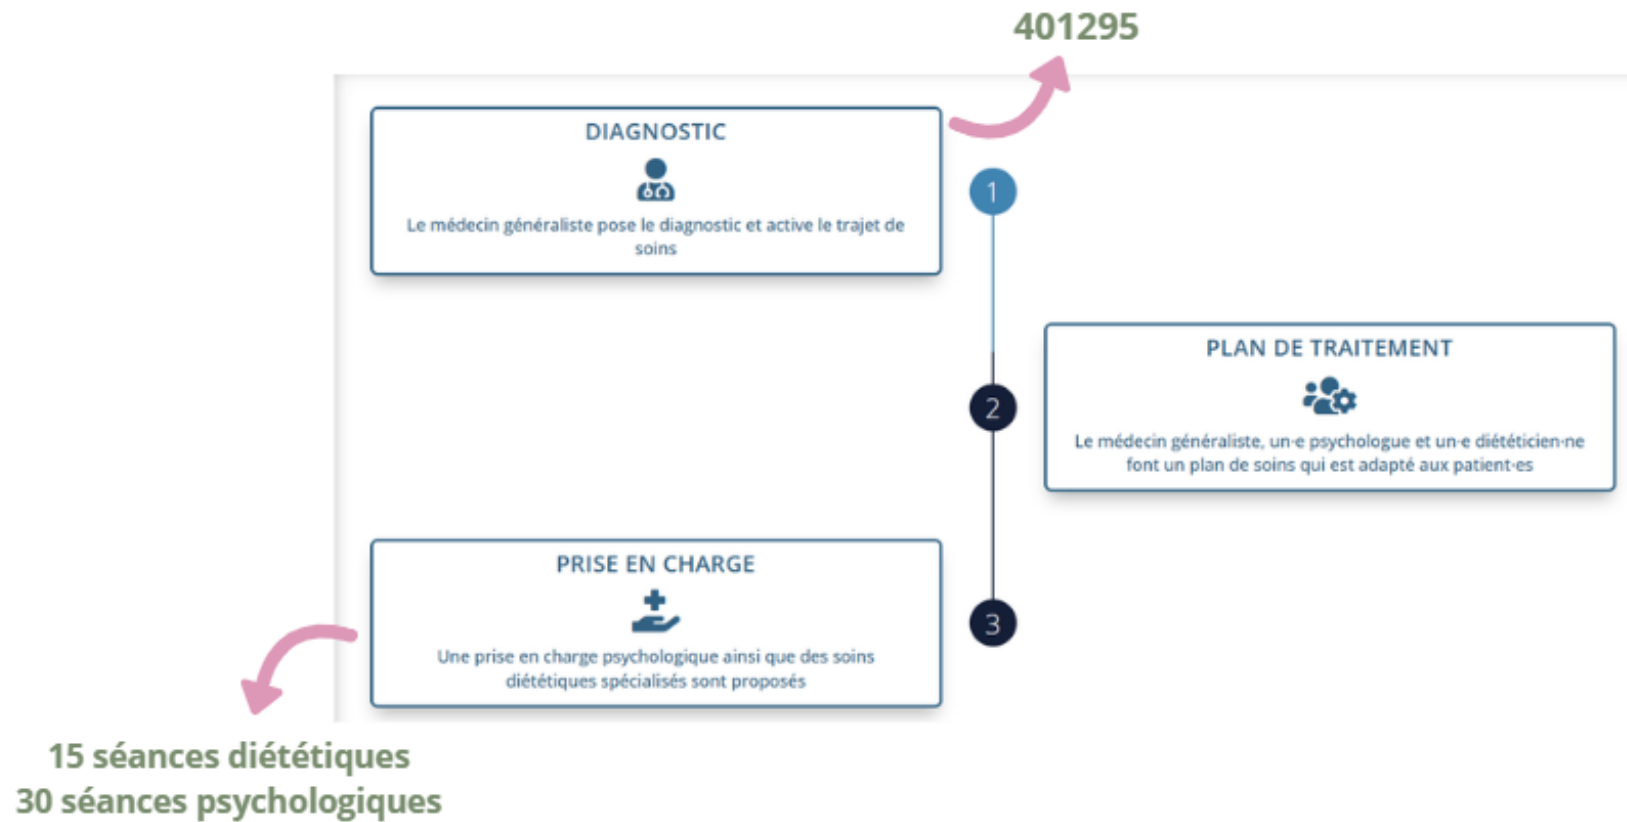 401295
DIAGNOSTIC
Le médecin généraliste pose le diagnostic et active le trajet de
soins
1
PLAN DE TRAITEMENT
2
Le médecin généraliste, un·e psychologue et un·e diététicien·ne
font un plan de soins qui est adapté aux patient·es
PRISE EN CHARGE
3
Une prise en charge psychologique ainsi que des soins
diététiques spécialisés sont proposés
15 séances diététiques
30 séances psychologiques